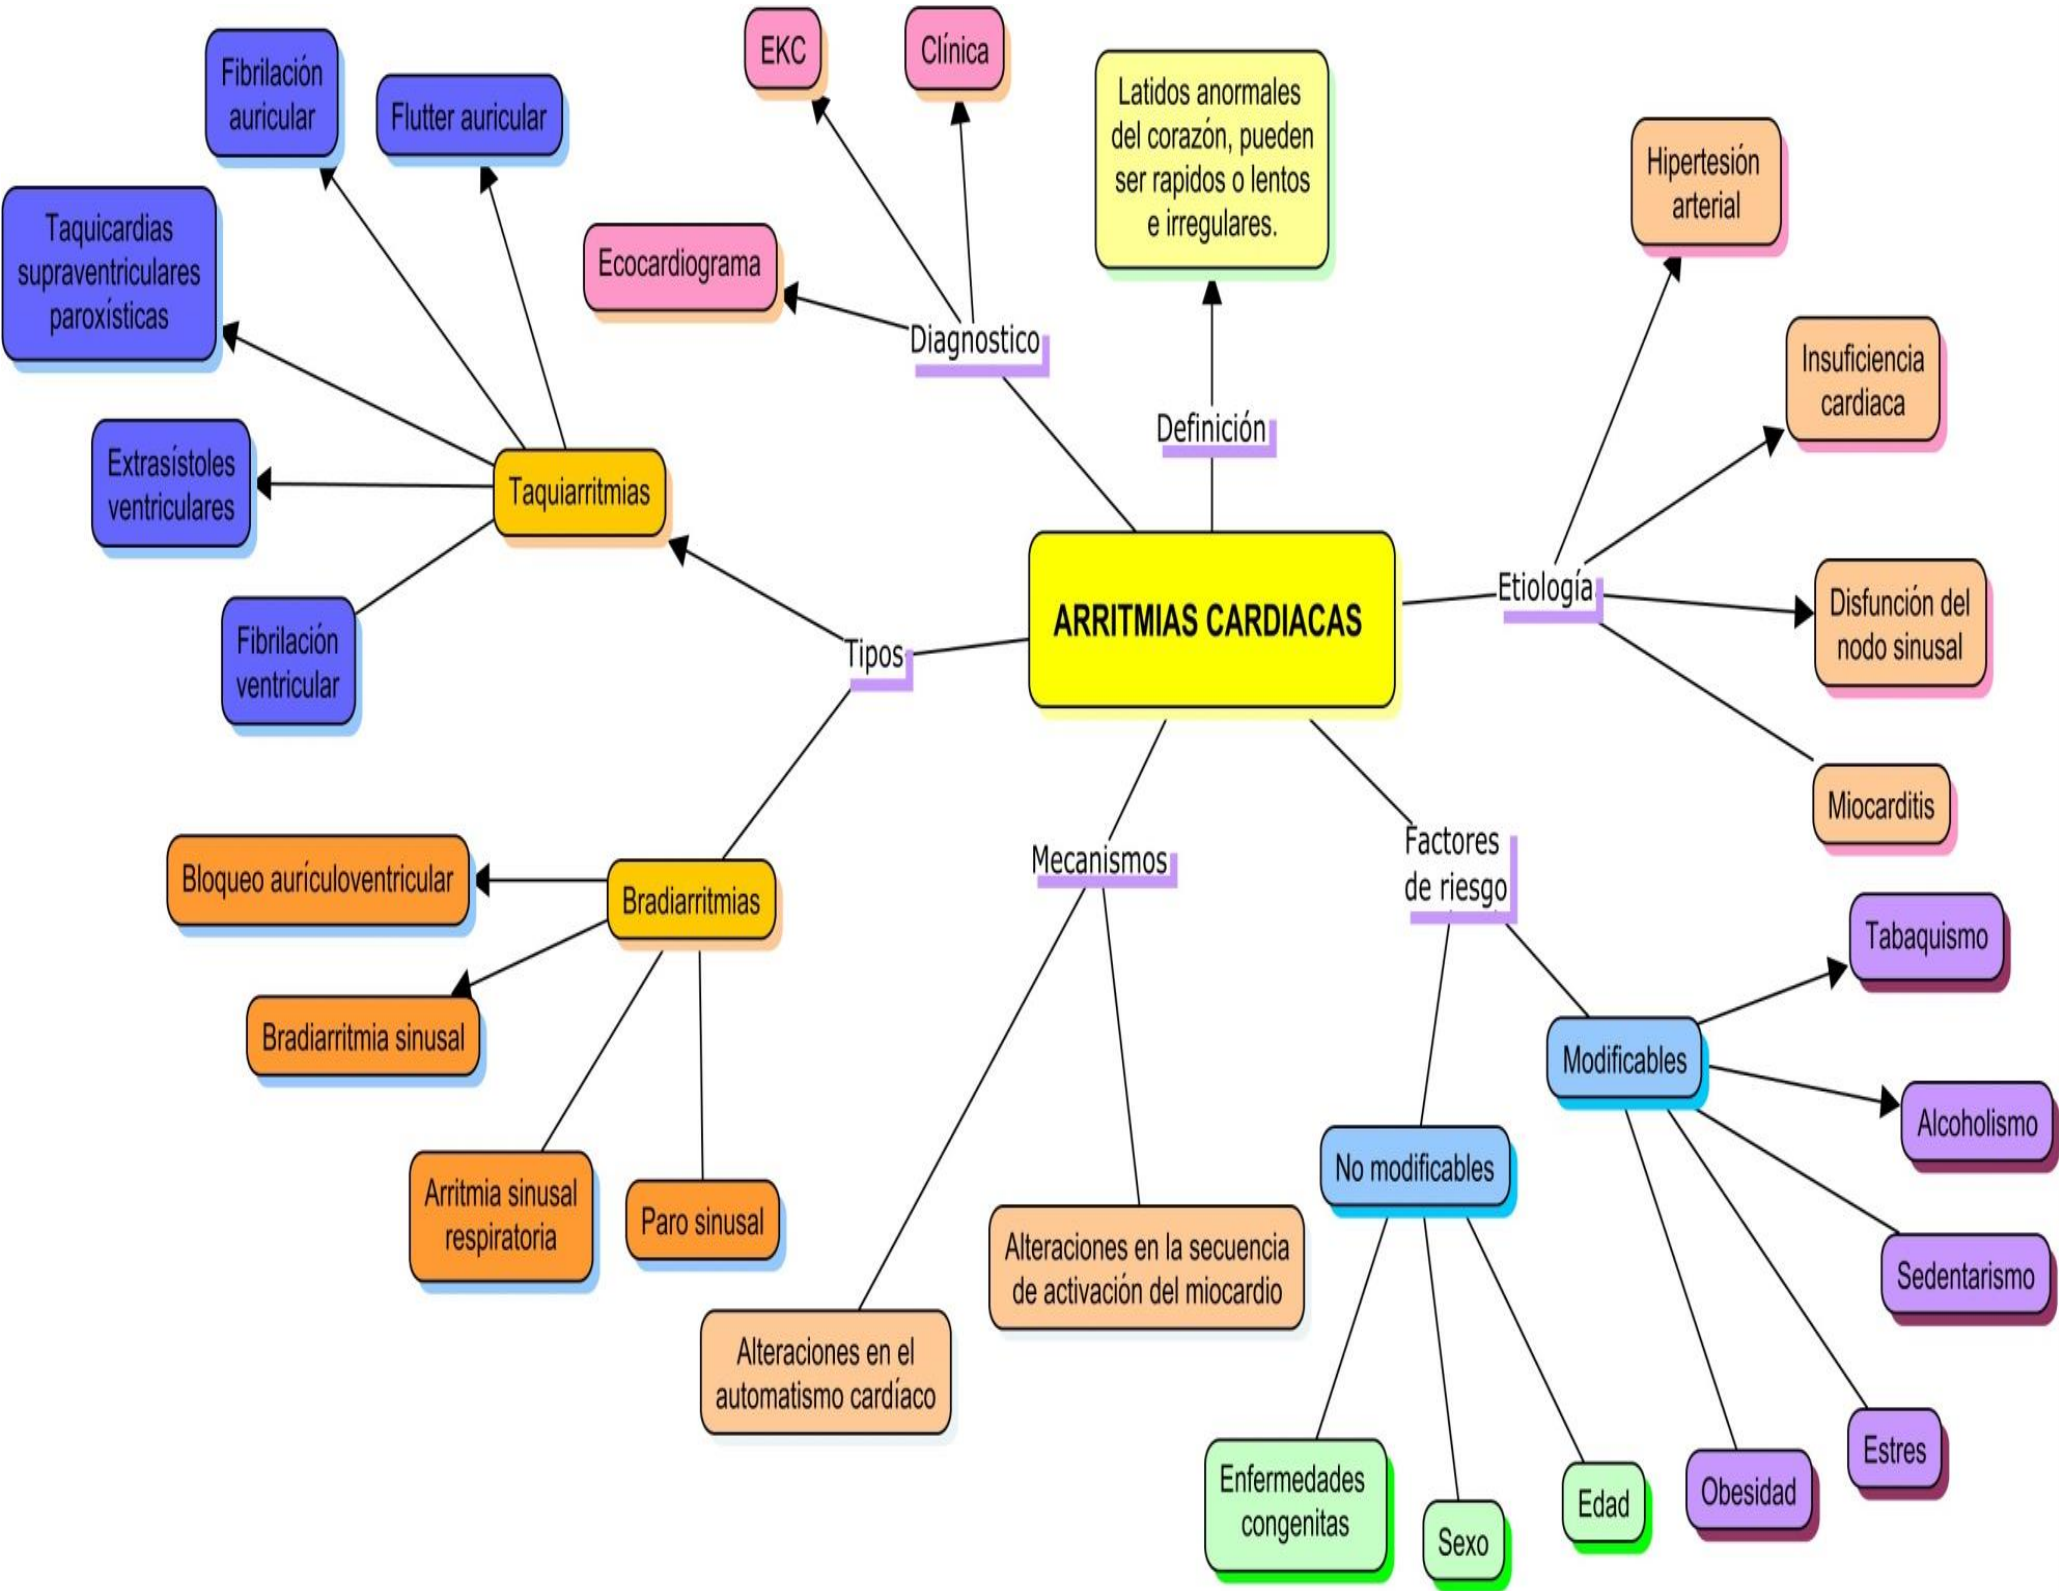 EKC
Clínica
Fibrilación
auricular
Flutter auricular
Latidos anormales
del corazón, pueden
ser rapidos o lentos
e irregulares.
Hipertesión
arterial
Taquicardias
supraventriculares
paroxísticas
Ecocardiograma
Diagnostico
Insuficiencia
cardiaca
Definición
Extrasístoles
ventriculares
Taquiarritmias
Etiología
Disfunción del
nodo sinusal
ARRITMIAS CARDIACAS
Fibrilación
ventricular
Tipos
Miocarditis
Bloqueo aurículoventricular
Bradiarritmias
Mecanismos
Factores
de riesgo
Tabaquismo
Bradiarritmia sinusal
Modificables
Alcoholismo
No modificables
Arritmia sinusal
respiratoria
Paro sinusal
Alteraciones en la secuencia
de activación del miocardio
Sedentarismo
Alteraciones en el
automatismo cardíaco
Enfermedades
congenitas
Sexo
Edad
Obesidad
Estres